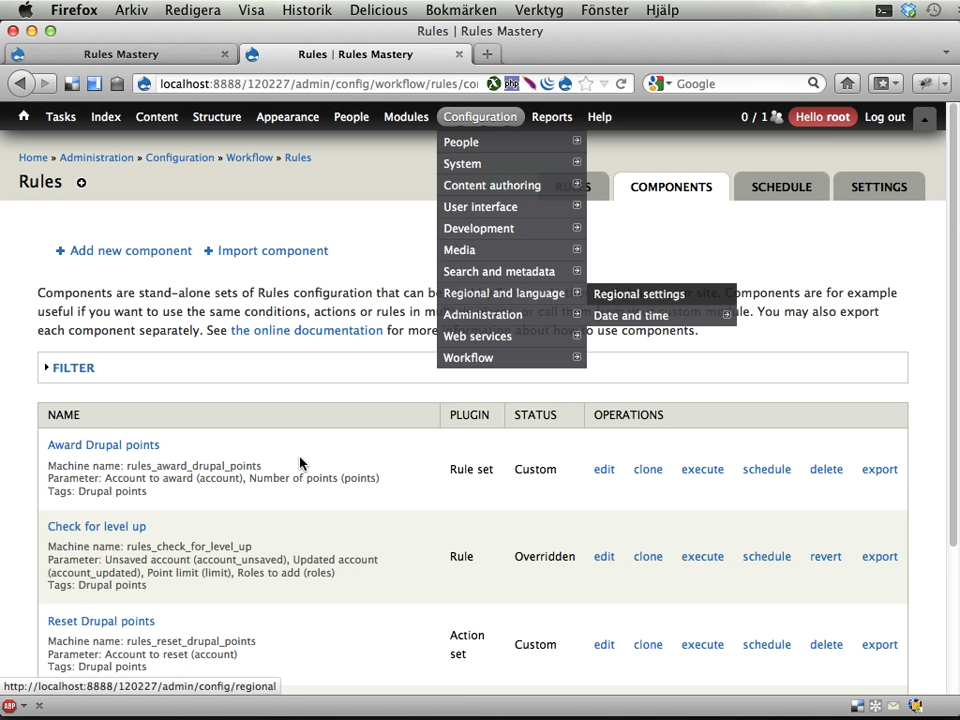 Firefox Arkiv Redigera Visa Historik Delicious Bokmärken Verktyg Fönster Hjälp
Rules | Rules Mastery
Rules Mastery
Rules | Rules Mastery
localhost:8888/120227/admin/config/workflow/rules/co
Google
Tasks Index Content Structure Appearance People Modules Configuration Reports Help 0 / 1 Hello root Log out
Home » Administration » Configuration » Workflow » Rules
Rules
COMPONENTS SCHEDULE SETTINGS
People
System
Content authoring
User interface
Development
Media
Search and metadata
Regional and language
Administration
Web services
Workflow
Regional settings
Date and time
Add new component Import component
Components are stand-alone sets of Rules configuration that can be site. Components are for example
useful if you want to use the same conditions, actions or rules in module. You may also export
each component separately. See the online documentation for more information about how to use components.
FILTER
NAME PLUGIN STATUS OPERATIONS
Award Drupal points
Machine name: rules_award_drupal_points
Parameter: Account to award (account), Number of points (points)
Tags: Drupal points
Rule set Custom edit clone execute schedule delete export
Check for level up
Machine name: rules_check_for_level_up
Parameter: Unsaved account (account_unsaved), Updated account
(account_updated), Point limit (limit), Roles to add (roles)
Tags: Drupal points
Rule Overridden edit clone execute schedule revert export
Reset Drupal points
Machine name: rules_reset_drupal_points
Parameter: Account to reset (account)
Tags: Drupal points
Action
set
Custom edit clone execute schedule delete export
http://localhost:8888/120227/admin/config/regional
ABP